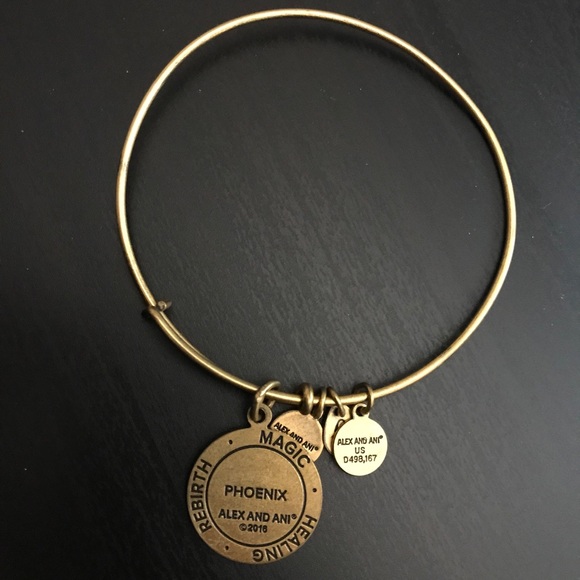 MAGIC
HEALING
REBIRTH
PHOENIX
ALEX AND ANI®
©2016
ALEX AND ANI®
ALEX AND ANI®
US
D498,167